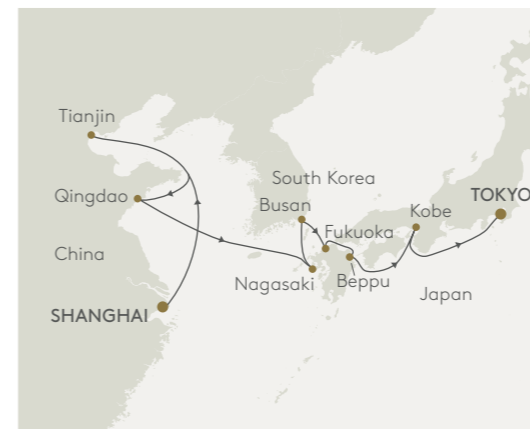 Tianjin
South Korea
Qingdao
TOKYO
Busan
Kobe
Fukuoka
China
Nagasaki
Beppu
Japan
SHANGHAI